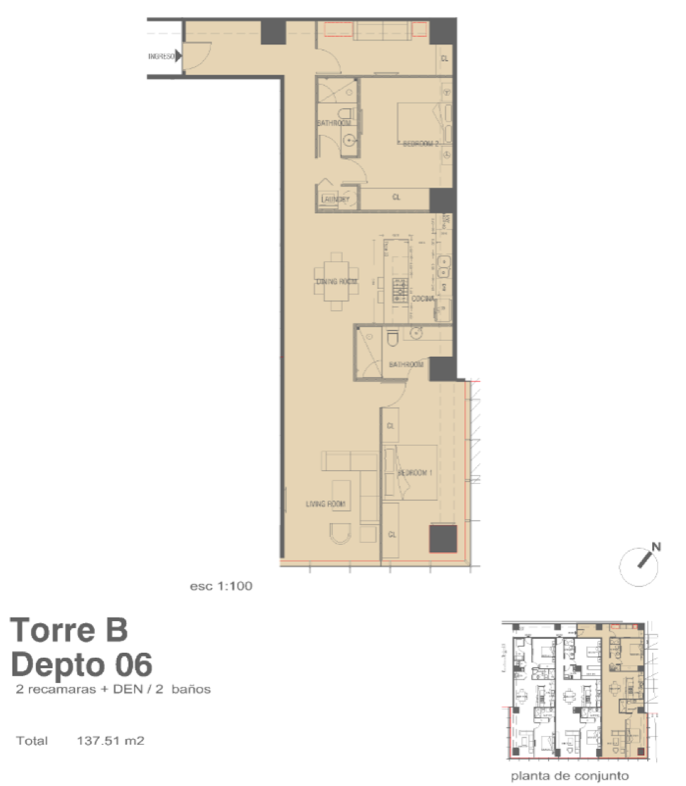 INGRESO
CL
BATHROOM
BEDROOM 2
LAUNDRY
CL
DINING ROOM
COCINA
BATHROOM
CL
BEDROOM 1
LIVING ROOM
CL
N
esc 1:100
Torre B
Depto 06
2 recamaras + DEN / 2 baños
Total 137.51 m2
planta de conjunto